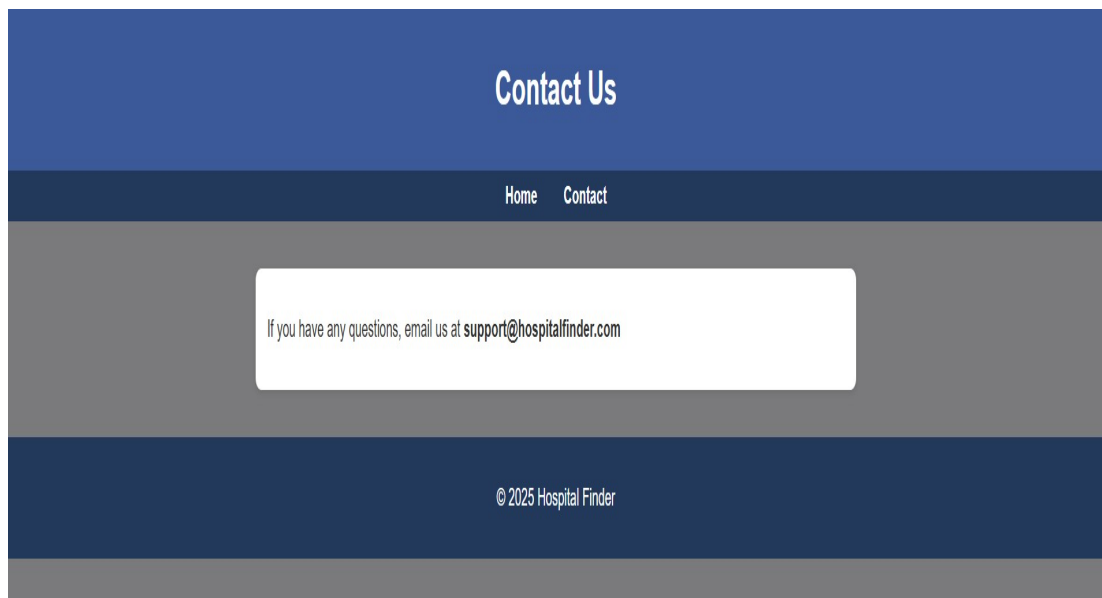 Contact Us
Home Contact
If you have any questions, email us at support@hospitalfinder.com
© 2025 Hospital Finder